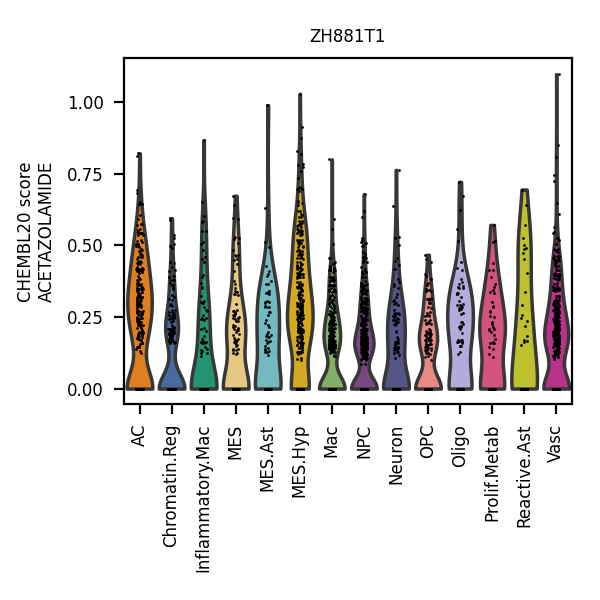 ZH881T1
CHEMBL20 score
ACETAZOLAMIDE
1.00
0.75
0.50
0.25
0.00
AC
Chromatin.Reg
Inflammatory.Mac
MES
MES.Ast
MES.Hyp
Mac
NPC
Neuron
OPC
Oligo
Prolif.Metab
Reactive.Ast
Vasc